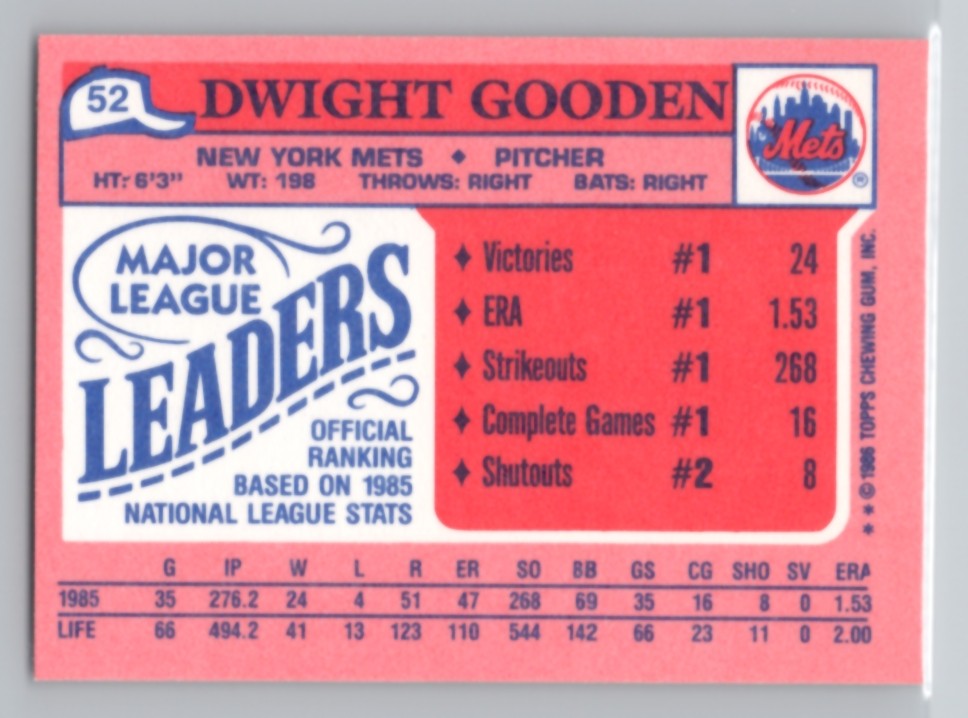 52
DWIGHT GOODEN
Mets
®
NEW YORK METS ♦ PITCHER
HT: 6'3" WT: 198 THROWS: RIGHT BATS: RIGHT
MAJOR
LEAGUE
LEADERS
OFFICIAL
RANKING
BASED ON 1985
NATIONAL LEAGUE STATS
♦ Victories #1 24
♦ ERA #1 1.53
♦ Strikeouts #1 268
♦ Complete Games #1 16
♦ Shutouts #2 8
* * © 1986 TOPPS CHEWING GUM, INC.
G IP W L R ER SO BB GS CG SHO SV ERA
1985 35 276.2 24 4 51 47 268 69 35 16 8 0 1.53
LIFE 66 494.2 41 13 123 110 544 142 66 23 11 0 2.00